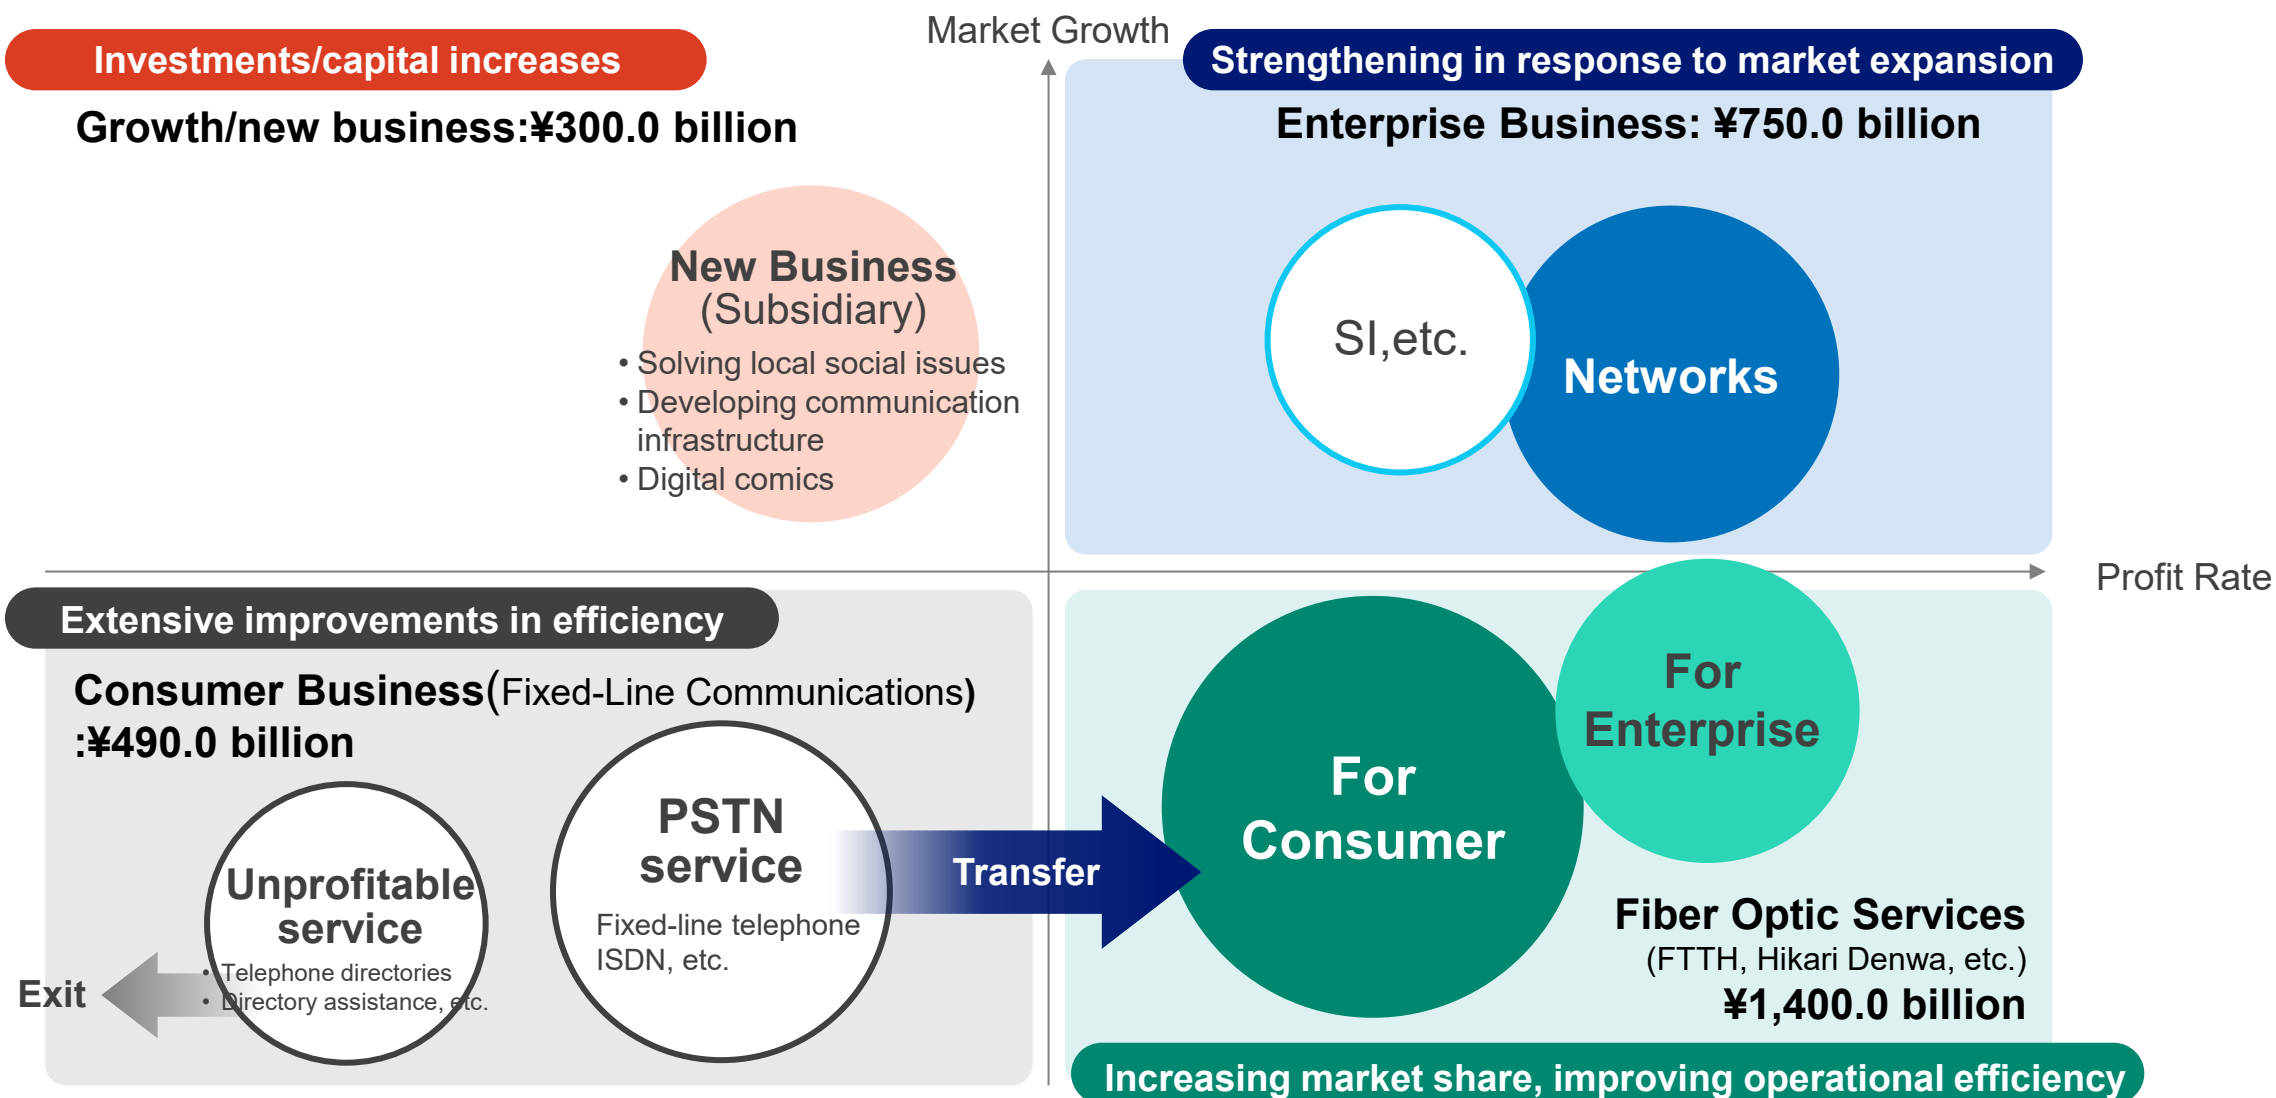 Market Growth
Investments/capital increases
Growth/new business:¥300.0 billion
New Business
(Subsidiary)
• Solving local social issues
• Developing communication
infrastructure
• Digital comics
Strengthening in response to market expansion
Enterprise Business: ¥750.0 billion
SI,etc.
Networks
Profit Rate
Extensive improvements in efficiency
Consumer Business(Fixed-Line Communications)
:¥490.0 billion
Unprofitable
service
• Telephone directories
• Directory assistance, etc.
Exit
PSTN
service
Fixed-line telephone
ISDN, etc.
Transfer
For
Consumer
For
Enterprise
Fiber Optic Services
(FTTH, Hikari Denwa, etc.)
¥1,400.0 billion
Increasing market share, improving operational efficiency